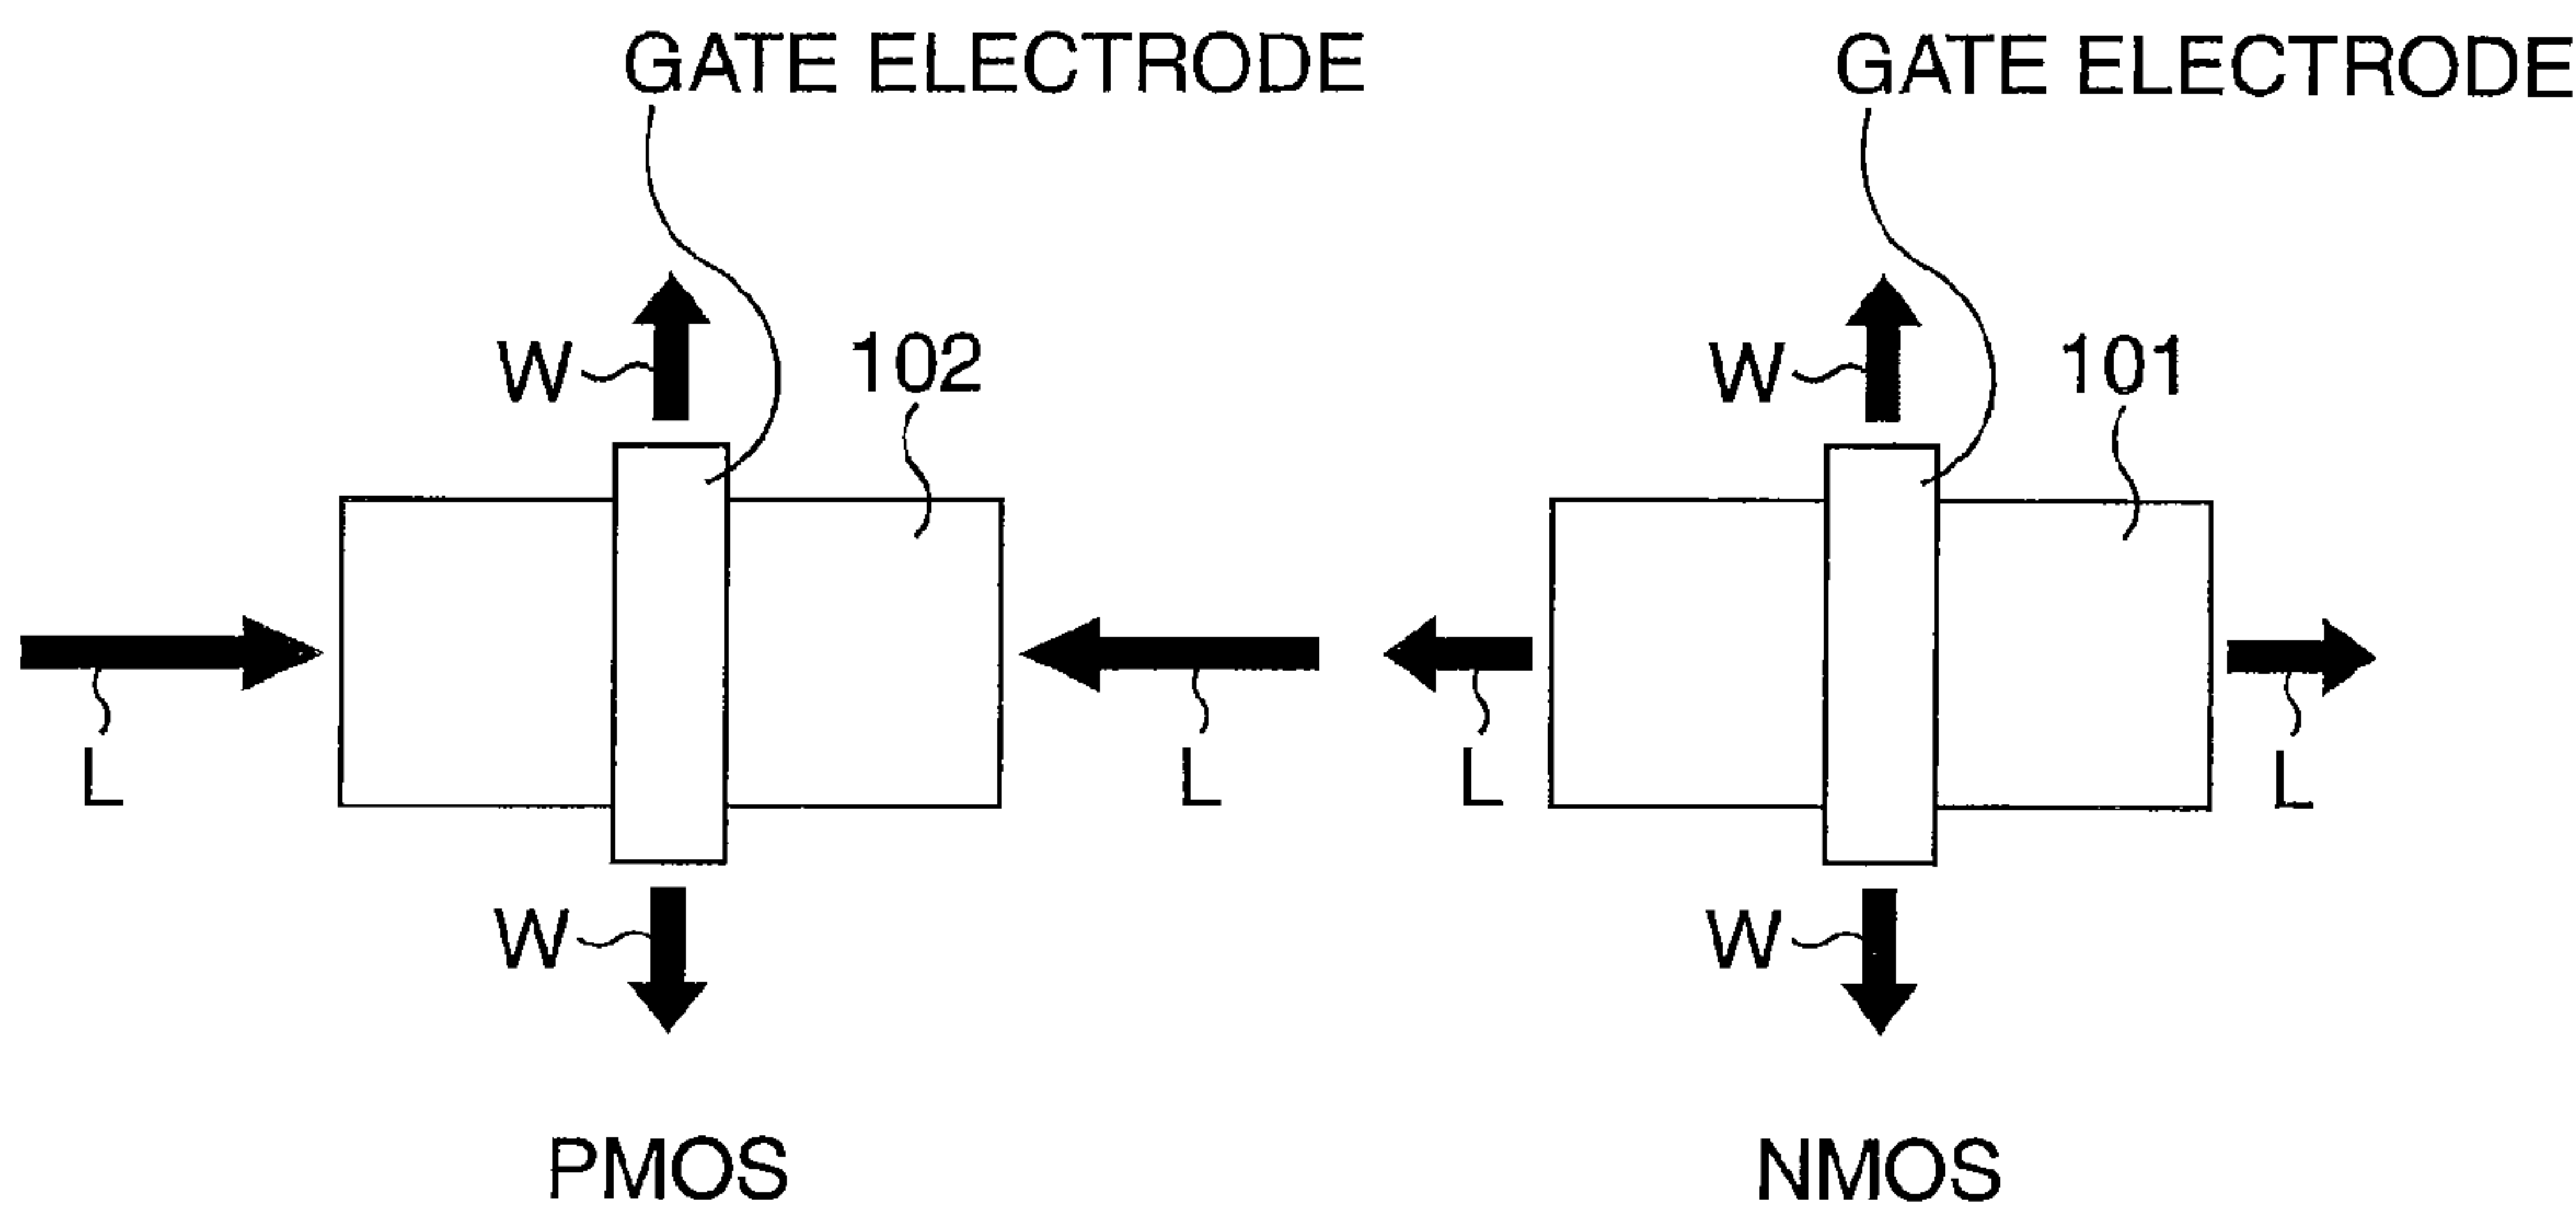 GATE ELECTRODE GATE ELECTRODE
W 102 W 101
L L L L
W W
PMOS NMOS